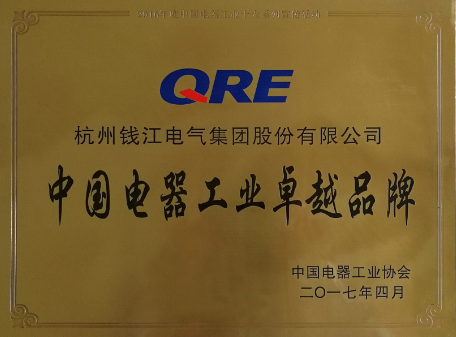 QRE
杭州钱江电气集团股份有限公司
中国电器工业卓越品牌
中国电器工业协会
二〇一七年四月